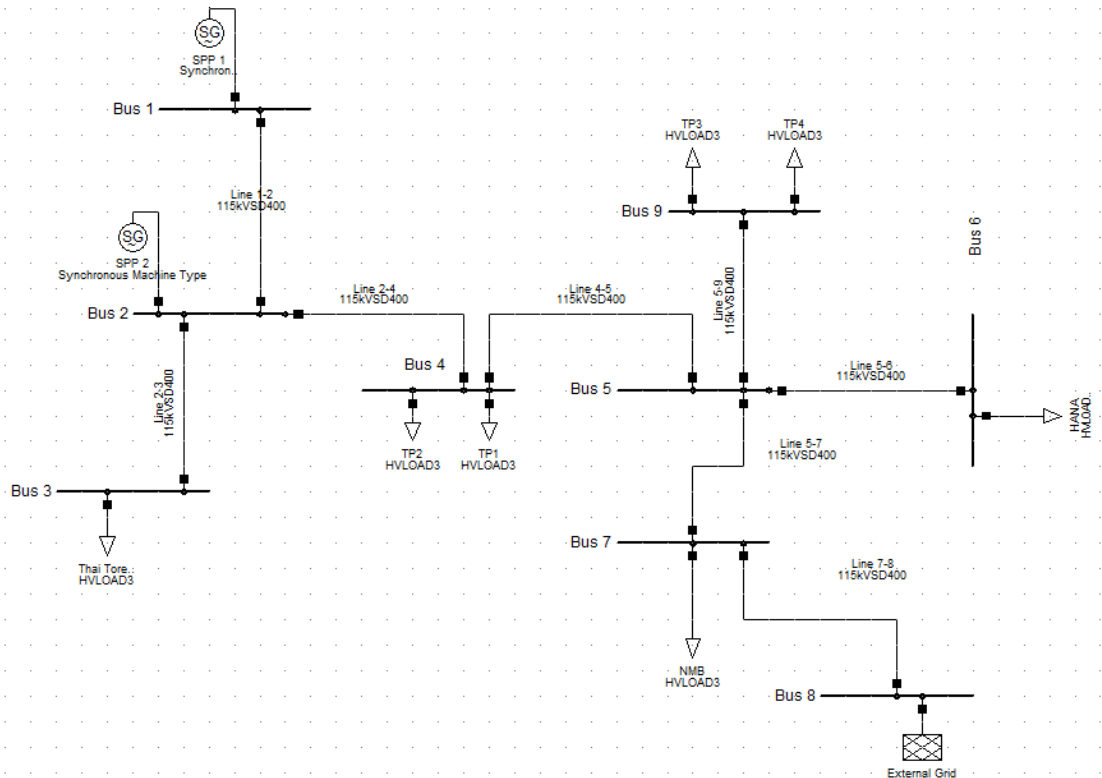 SG
SPP 1
Synchron..
Bus 1
Line 1-2
115kVSD400
SG
SPP 2
Synchronous Machine Type
Bus 2
Line 2-4
115kVSD400
Line 2-3
115kVSD400
Bus 3
Thai Tore..
HVLOAD3
Bus 4
TP2
HVLOAD3
TP1
HVLOAD3
Line 4-5
115kVSD400
TP3
HVLOAD3
TP4
HVLOAD3
Bus 9
Line 5-9
115kVSD400
Bus 5
Line 5-6
115kVSD400
Bus 6
HANA
HVLOAD..
Line 5-7
115kVSD400
Bus 7
NMB
HVLOAD3
Line 7-8
115kVSD400
Bus 8
External Grid